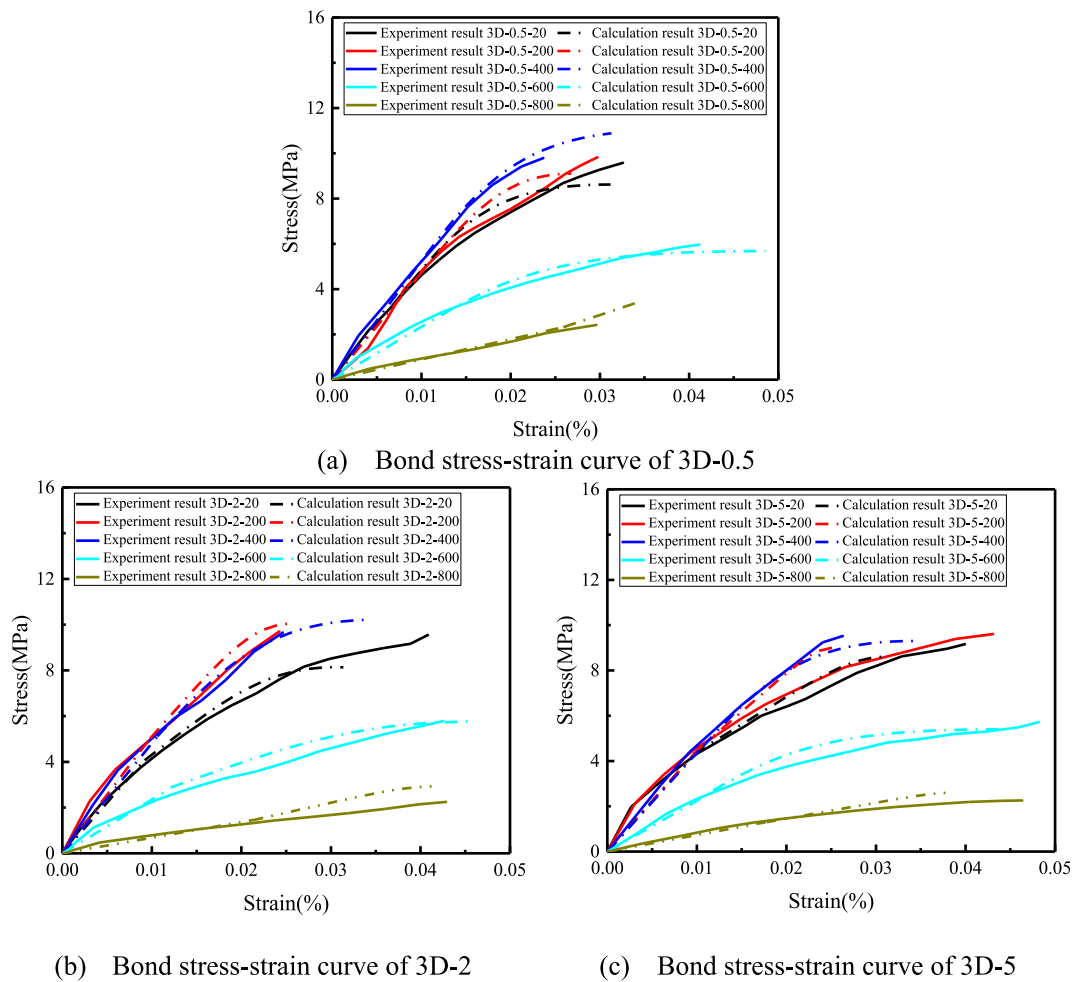 16
12
8
4
0
Stress(MPa)
Experiment result 3D-0.5-20 Calculation result 3D-0.5-20
Experiment result 3D-0.5-200 Calculation result 3D-0.5-200
Experiment result 3D-0.5-400 Calculation result 3D-0.5-400
Experiment result 3D-0.5-600 Calculation result 3D-0.5-600
Experiment result 3D-0.5-800 Calculation result 3D-0.5-800
0.00 0.01 0.02 0.03 0.04 0.05
Strain(%)
(a) Bond stress-strain curve of 3D-0.5
16
12
8
4
0
Stress(MPa)
Experiment result 3D-2-20 Calculation result 3D-2-20
Experiment result 3D-2-200 Calculation result 3D-2-200
Experiment result 3D-2-400 Calculation result 3D-2-400
Experiment result 3D-2-600 Calculation result 3D-2-600
Experiment result 3D-2-800 Calculation result 3D-2-800
0.00 0.01 0.02 0.03 0.04 0.05
Strain(%)
(b) Bond stress-strain curve of 3D-2
16
12
8
4
0
Stress(MPa)
Experiment result 3D-5-20 Calculation result 3D-5-20
Experiment result 3D-5-200 Calculation result 3D-5-200
Experiment result 3D-5-400 Calculation result 3D-5-400
Experiment result 3D-5-600 Calculation result 3D-5-600
Experiment result 3D-5-800 Calculation result 3D-5-800
0.00 0.01 0.02 0.03 0.04 0.05
Strain(%)
(c) Bond stress-strain curve of 3D-5